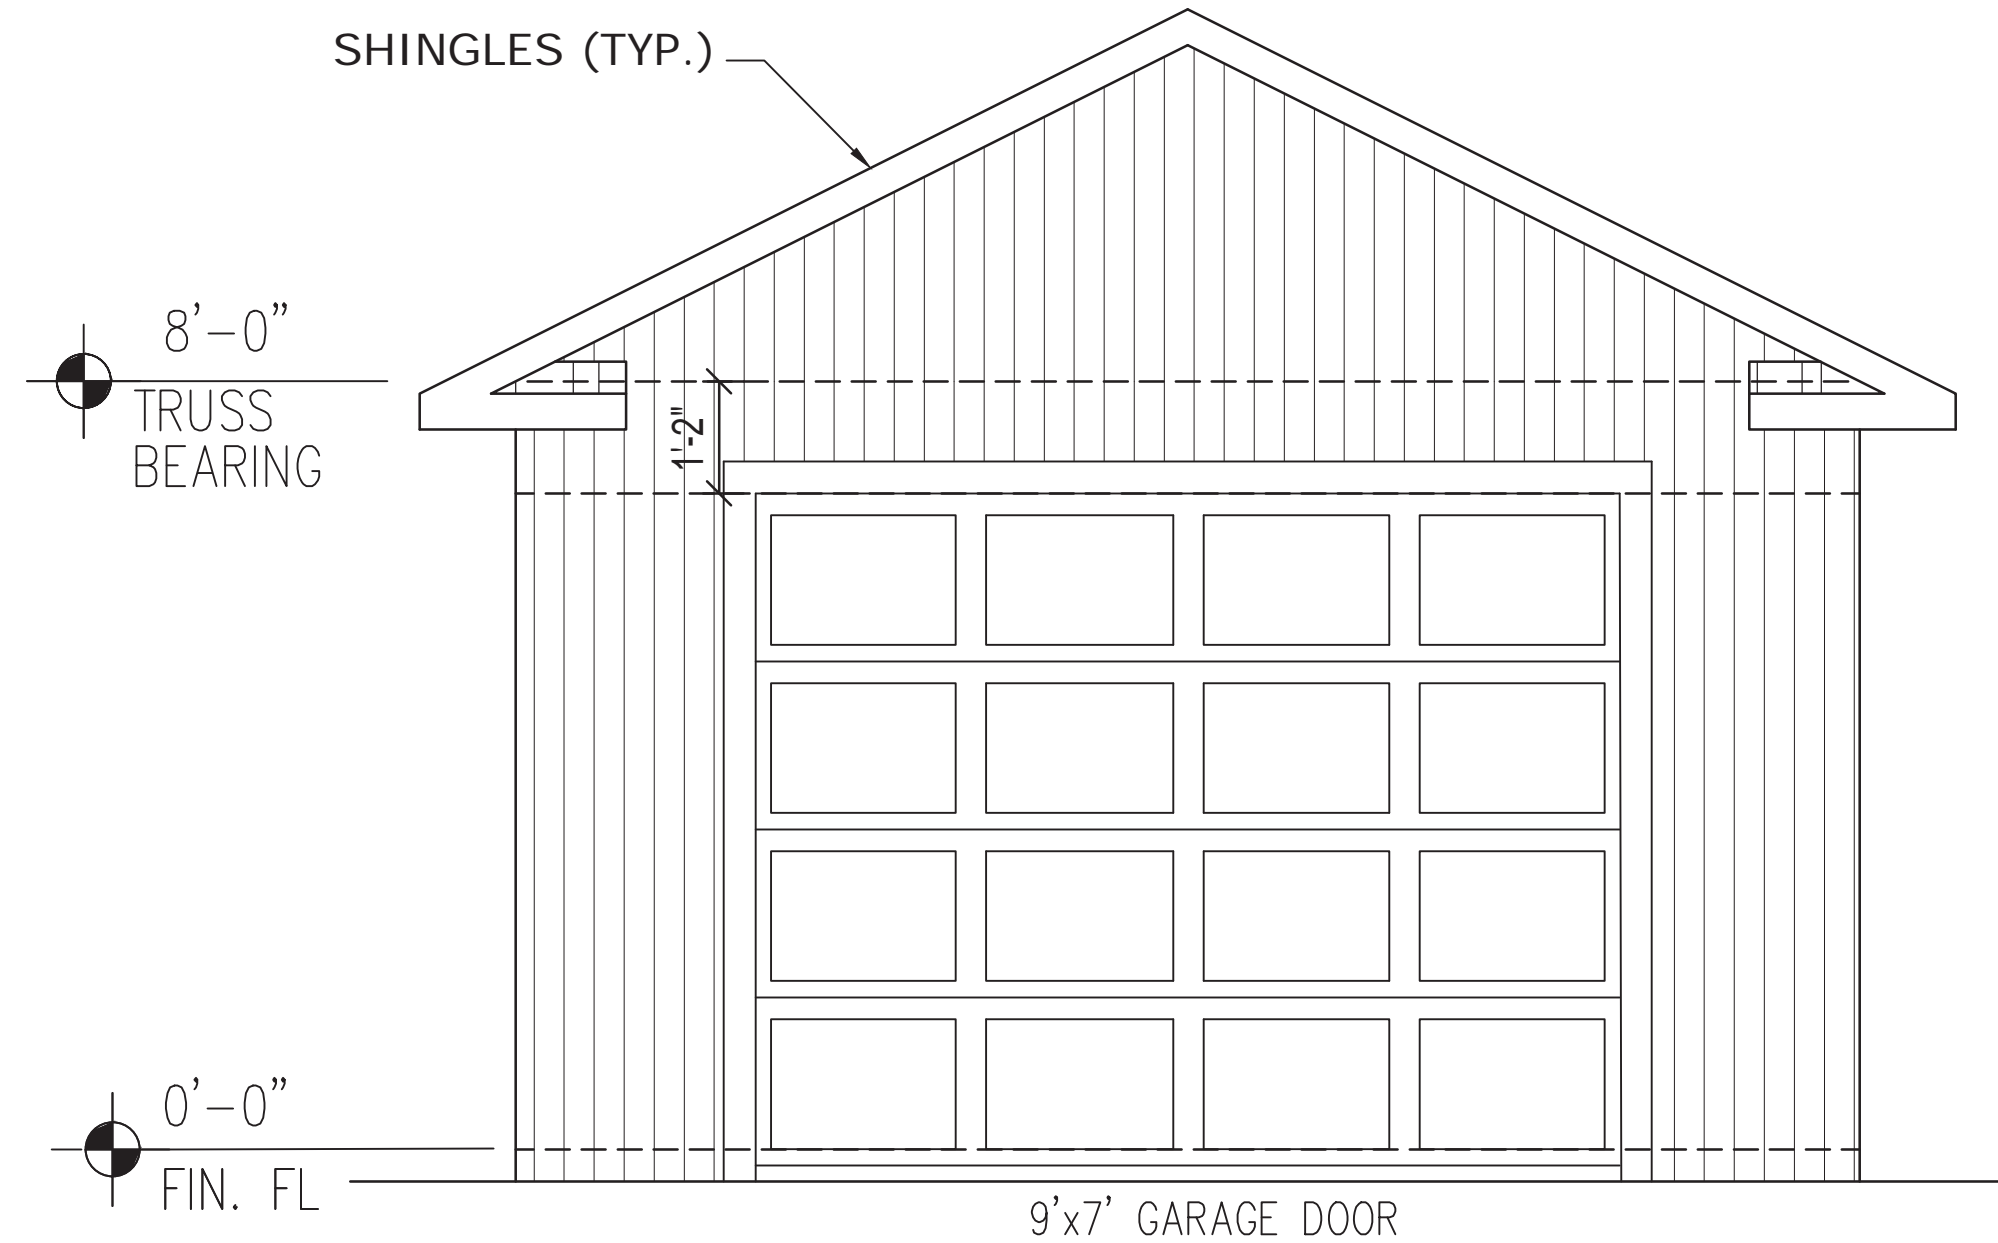 SHINGLES (TYP.)
8'-0"
TRUSS
BEARING
1'-2"
0'-0"
FIN. FL
9'x7' GARAGE DOOR